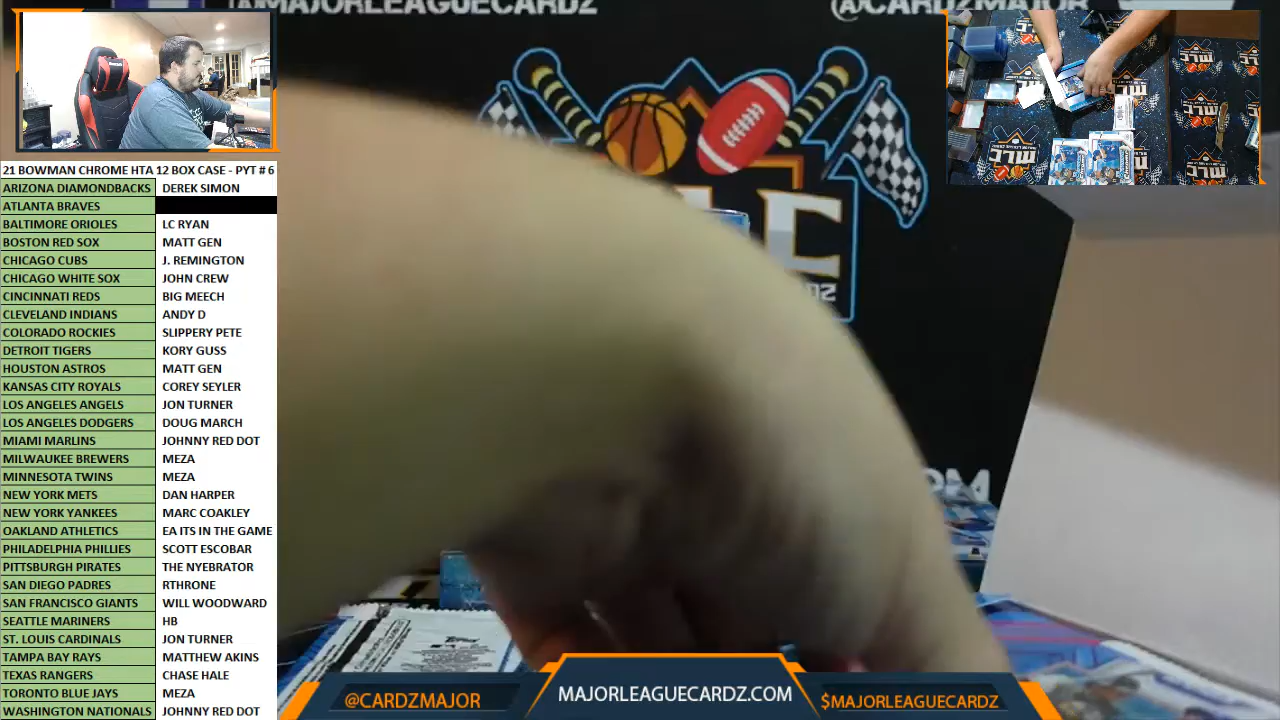 @MAJORLEAGUECARDZ
@CARDZMAJOR
21 BOWMAN CHROME HTA 12 BOX CASE - PYT # 6
ARIZONA DIAMONDBACKS DEREK SIMON
ATLANTA BRAVES
BALTIMORE ORIOLES LC RYAN
BOSTON RED SOX MATT GEN
CHICAGO CUBS J. REMINGTON
CHICAGO WHITE SOX JOHN CREW
CINCINNATI REDS BIG MEECH
CLEVELAND INDIANS ANDY D
COLORADO ROCKIES SLIPPERY PETE
DETROIT TIGERS KORY GUSS
HOUSTON ASTROS MATT GEN
KANSAS CITY ROYALS COREY SEYLER
LOS ANGELES ANGELS JON TURNER
LOS ANGELES DODGERS DOUG MARCH
MIAMI MARLINS JOHNNY RED DOT
MILWAUKEE BREWERS MEZA
MINNESOTA TWINS MEZA
NEW YORK METS DAN HARPER
NEW YORK YANKEES MARC COAKLEY
OAKLAND ATHLETICS EA ITS IN THE GAME
PHILADELPHIA PHILLIES SCOTT ESCOBAR
PITTSBURGH PIRATES THE NYEBRATOR
SAN DIEGO PADRES RTHRONE
SAN FRANCISCO GIANTS WILL WOODWARD
SEATTLE MARINERS HB
ST. LOUIS CARDINALS JON TURNER
TAMPA BAY RAYS MATTHEW AKINS
TEXAS RANGERS CHASE HALE
TORONTO BLUE JAYS MEZA
WASHINGTON NATIONALS JOHNNY RED DOT
MLC
topps
@CARDZMAJOR
MAJORLEAGUECARDZ.COM
$MAJORLEAGUECARDZ